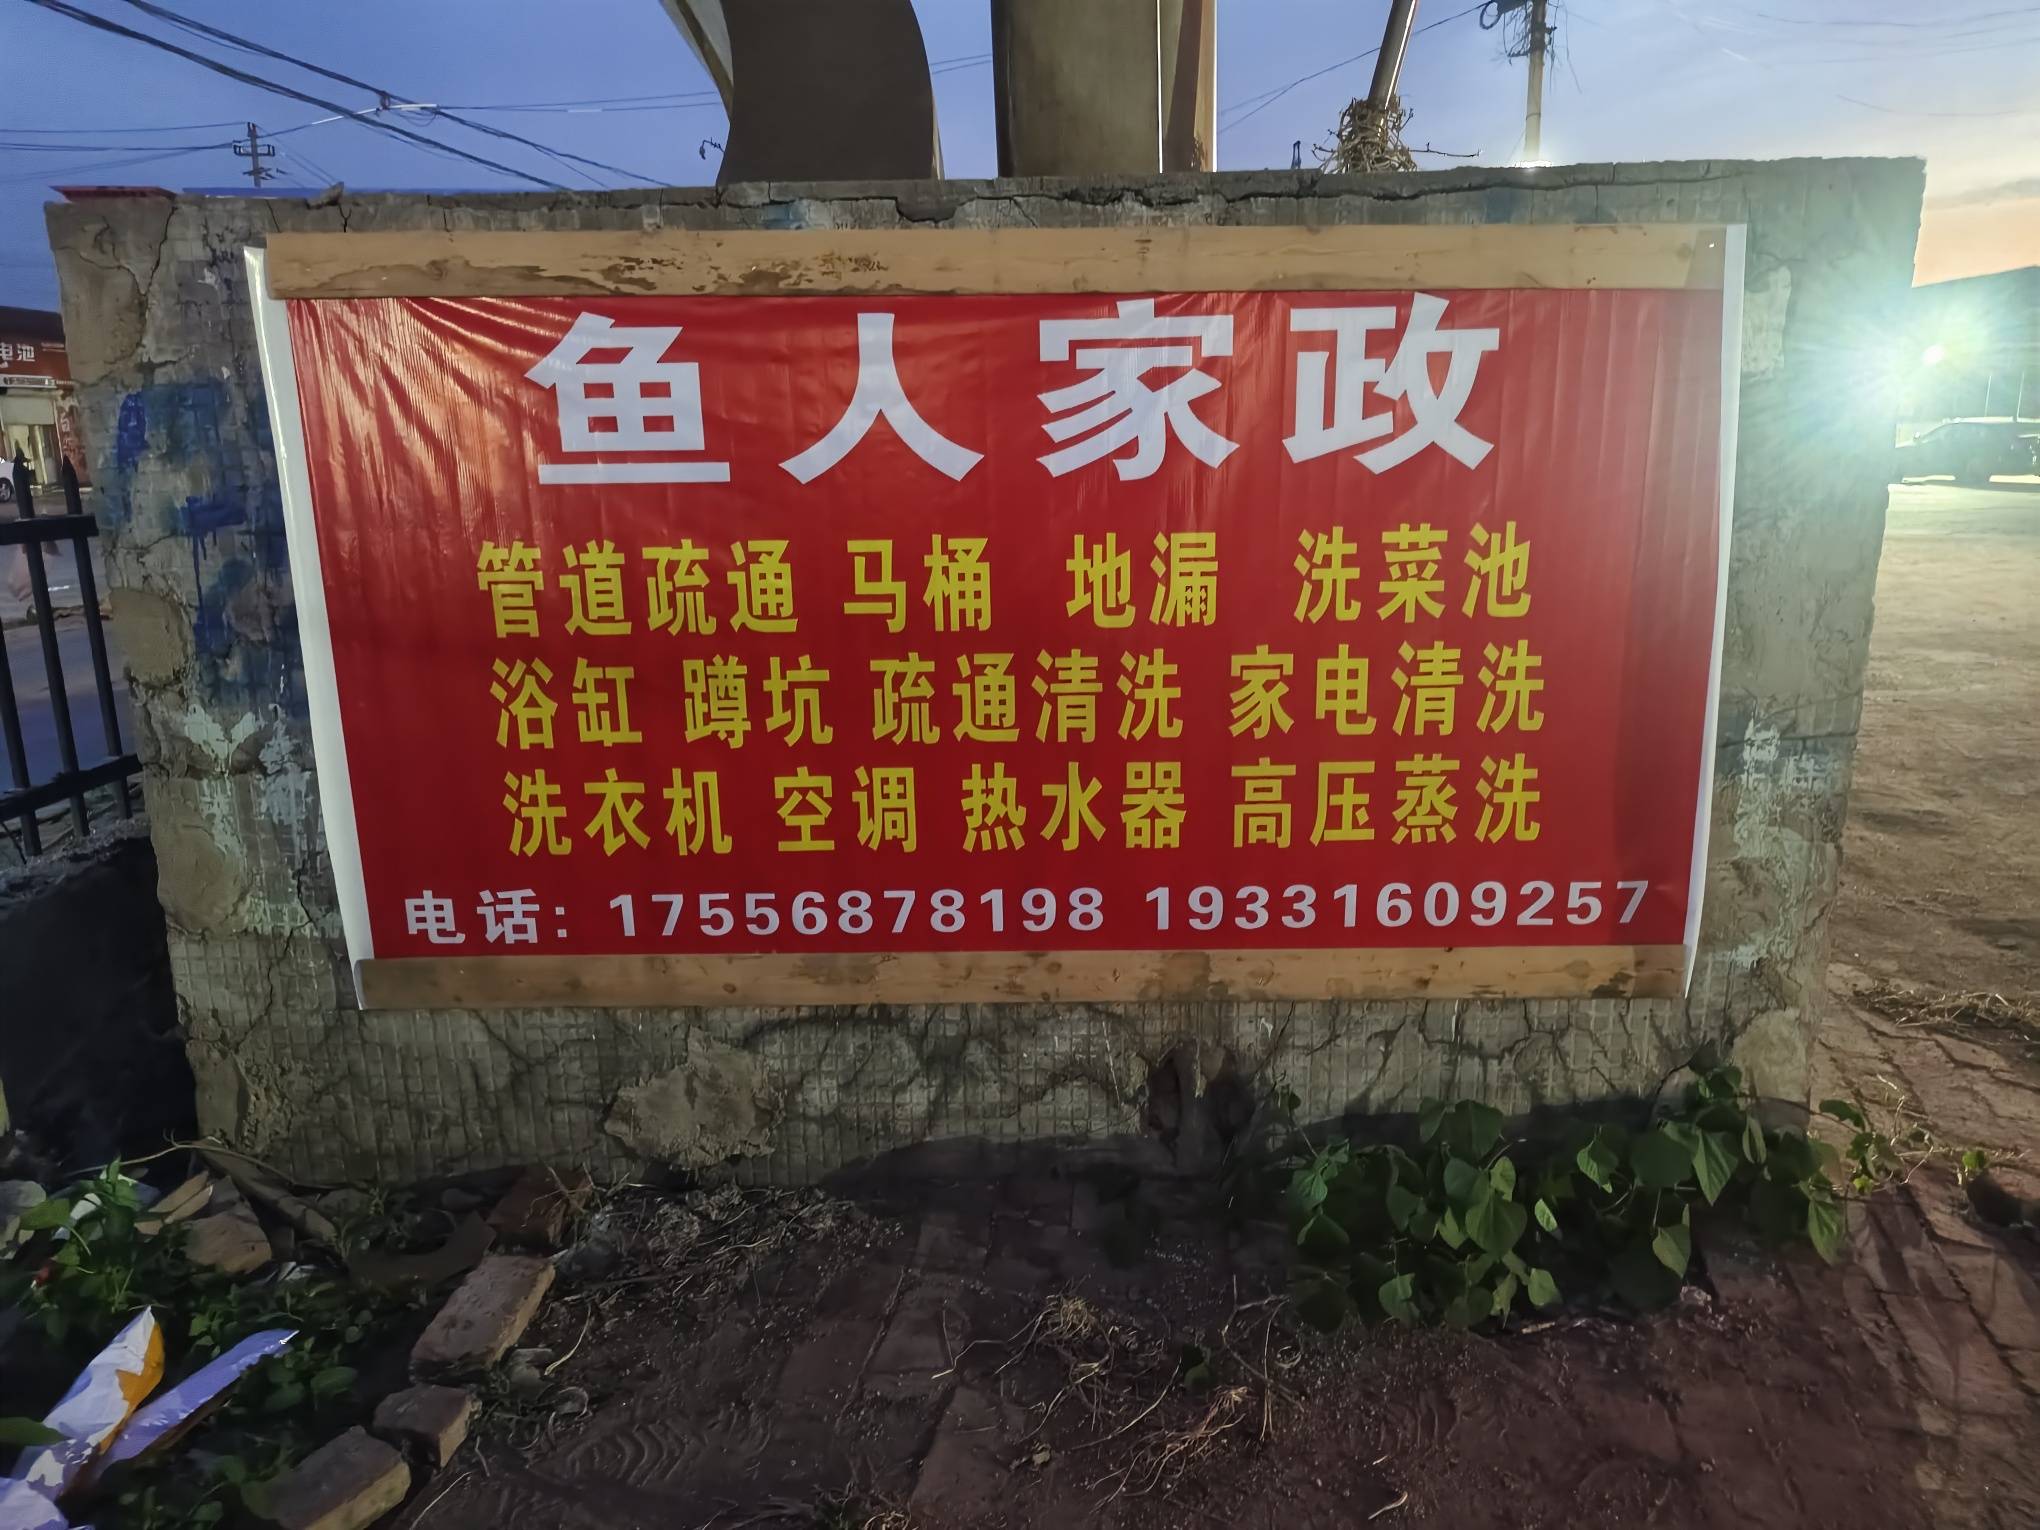 鱼人家政
管道疏通 马桶 地漏 洗菜池
浴缸 蹲坑 疏通清洗 家电清洗
洗衣机 空调 热水器 高压蒸洗
电话：17556878198 19331609257
电池